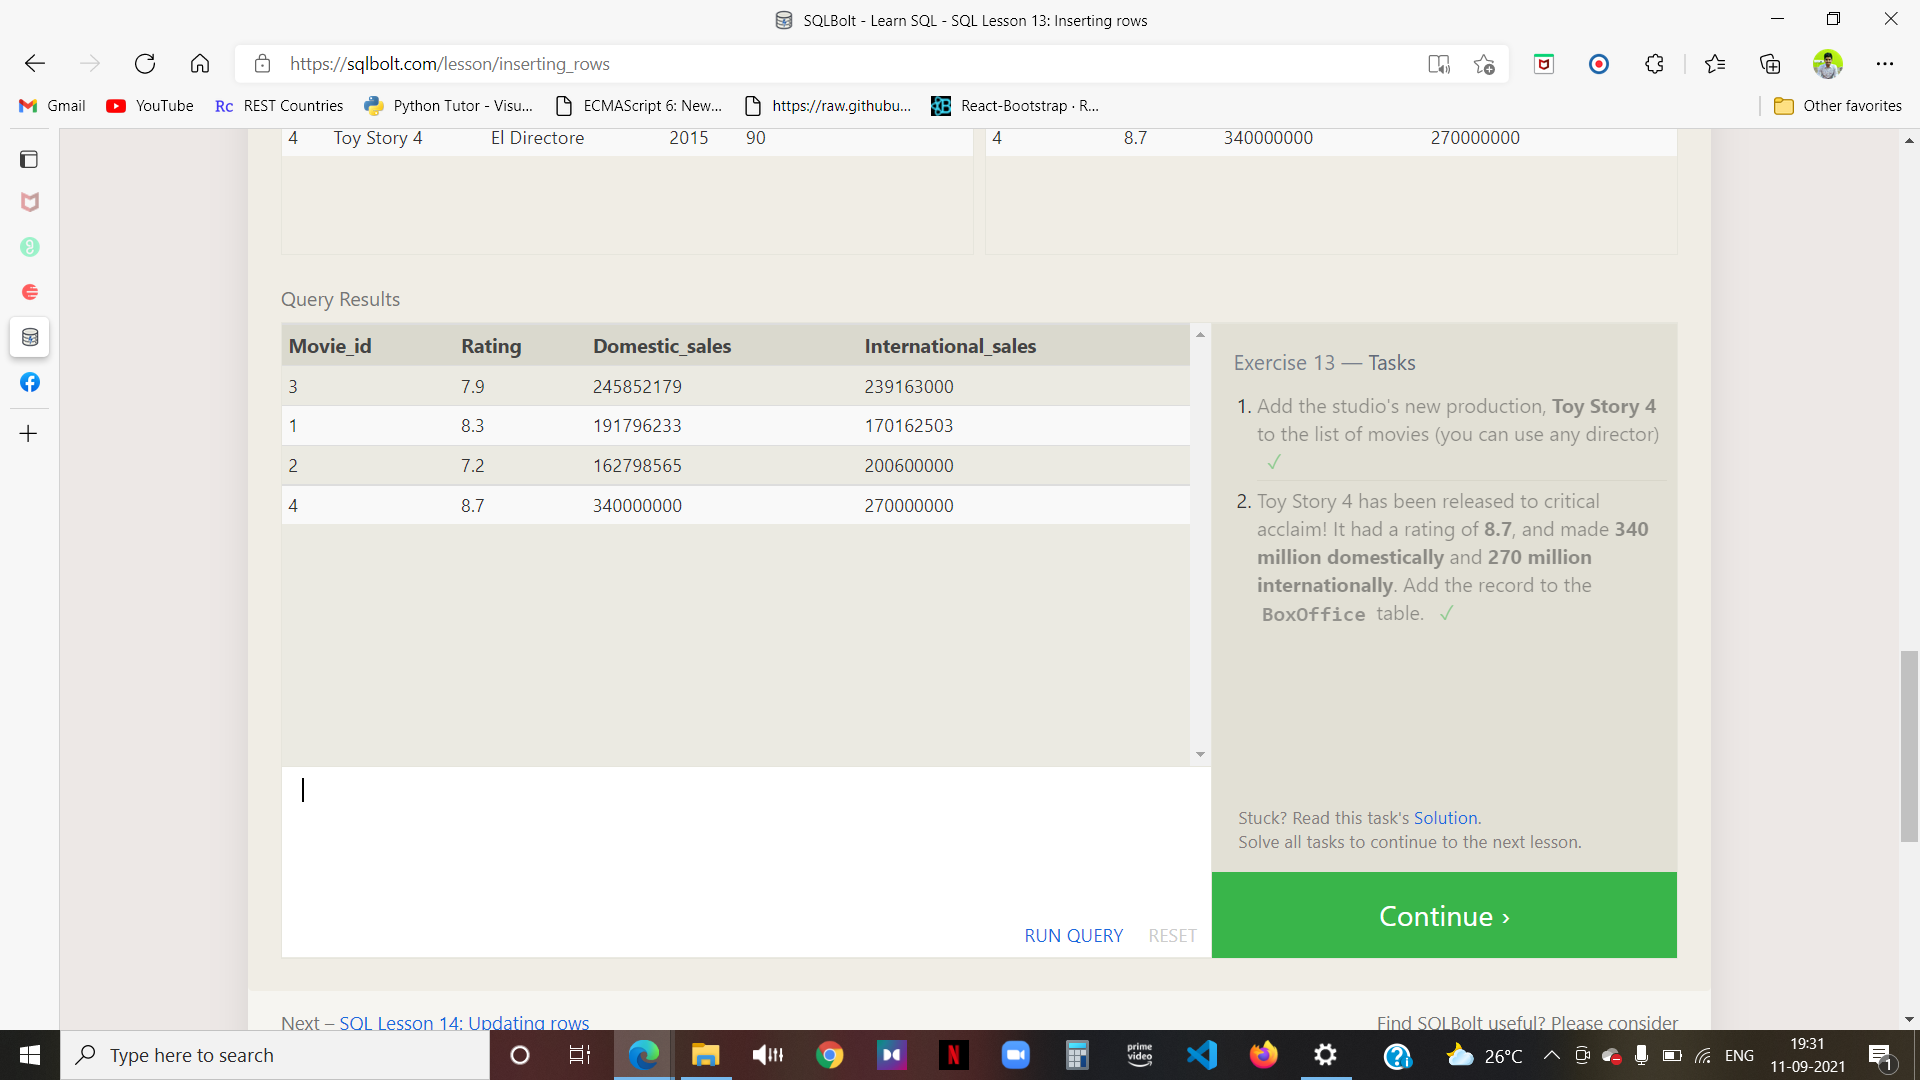 SQLBolt - Learn SQL - SQL Lesson 13: Inserting rows
https://sqlbolt.com/lesson/inserting_rows
Gmail YouTube Rc REST Countries Python Tutor - Visu... ECMAScript 6: New... https://raw.githubu... React-Bootstrap · R... Other favorites
4 Toy Story 4 El Directore 2015 90 4 8.7 340000000 270000000
Query Results
Movie_id Rating Domestic_sales International_sales
3 7.9 245852179 239163000
1 8.3 191796233 170162503
2 7.2 162798565 200600000
4 8.7 340000000 270000000
Exercise 13 — Tasks
1. Add the studio's new production, Toy Story 4
to the list of movies (you can use any director)
✓
2. Toy Story 4 has been released to critical
acclaim! It had a rating of 8.7, and made 340
million domestically and 270 million
internationally. Add the record to the
BoxOffice table. ✓
Stuck? Read this task's Solution.
Solve all tasks to continue to the next lesson.
RUN QUERY RESET
Continue ›
Next – SQL Lesson 14: Updating rows
Find SQLBolt useful? Please consider
Type here to search
N
prime video
26°C
ENG
19:31
11-09-2021
1